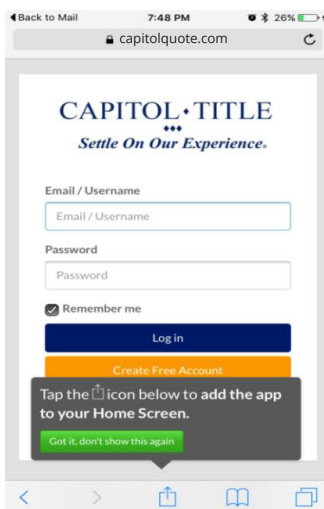 Back to Mail 7:48 PM 26%
capitolquote.com
CAPITOL·TITLE
Settle On Our Experience.
Email / Username
Email / Username
Password
Password
Remember me
Log in
Create Free Account
Tap the icon below to add the app
to your Home Screen.
Got it, don't show this again